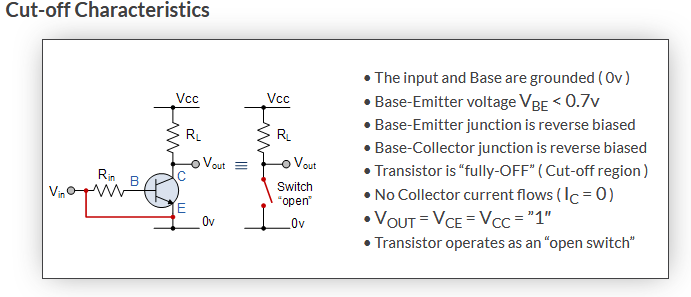 Cut-off Characteristics
Vcc
RL
Vout
Rin
B
C
Vin
E
0v
≡
Vcc
RL
Vout
Switch
"open"
0v
• The input and Base are grounded ( 0v )
• Base-Emitter voltage VBE < 0.7v
• Base-Emitter junction is reverse biased
• Base-Collector junction is reverse biased
• Transistor is “fully-OFF” ( Cut-off region )
• No Collector current flows ( IC = 0 )
• VOUT = VCE = VCC = ”1″
• Transistor operates as an “open switch”